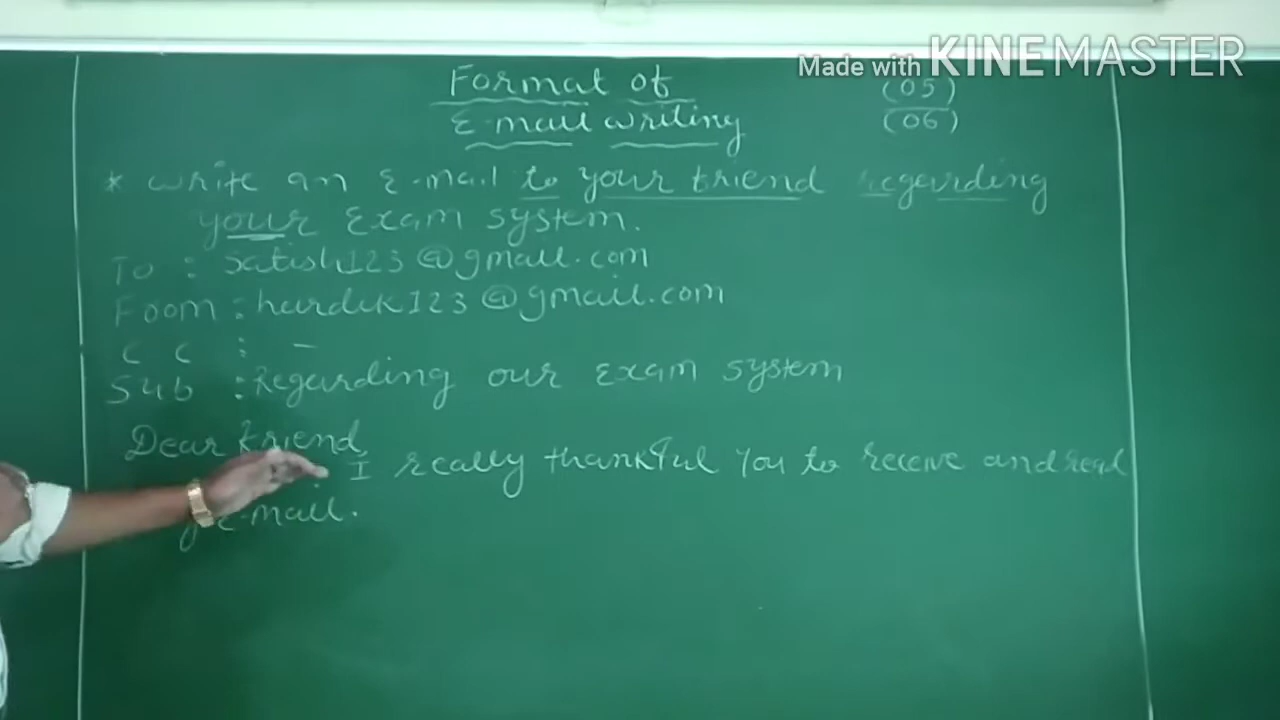 Made with KINEMASTER
Format of (05)
E-mail writing (06)
* write an E-mail to your friend regarding
your Exam system.
To : satish123@gmail.com
From : hardik123@gmail.com
CC : -
Sub : Regarding our Exam system
Dear friend,
I really thankful you to receive and read
E-mail.